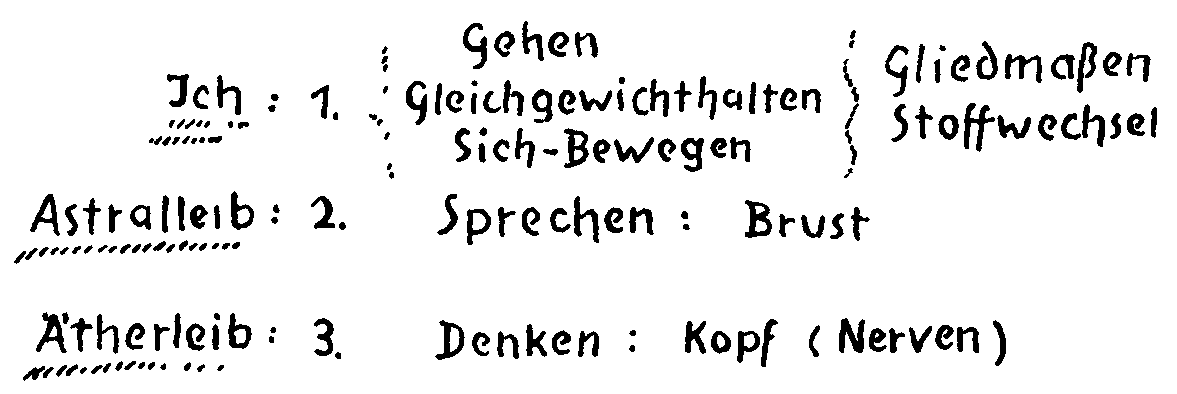 Gehen
Ich : 1. Gleichgewichthalten
Sich-Bewegen
Gliedmaßen
Stoffwechsel
Astralleib : 2. Sprechen : Brust
Ätherleib : 3. Denken : Kopf (Nerven)